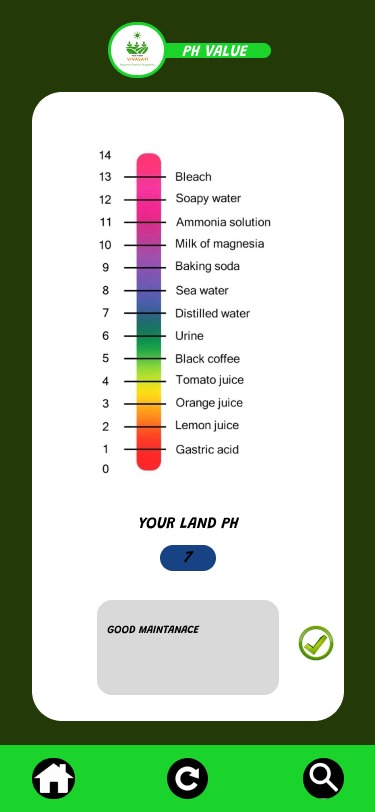 VIVASAYI
PH VALUE
14
13 Bleach
12 Soapy water
11 Ammonia solution
10 Milk of magnesia
9 Baking soda
8 Sea water
7 Distilled water
6 Urine
5 Black coffee
4 Tomato juice
3 Orange juice
2 Lemon juice
1 Gastric acid
0
YOUR LAND PH
7
GOOD MAINTANACE